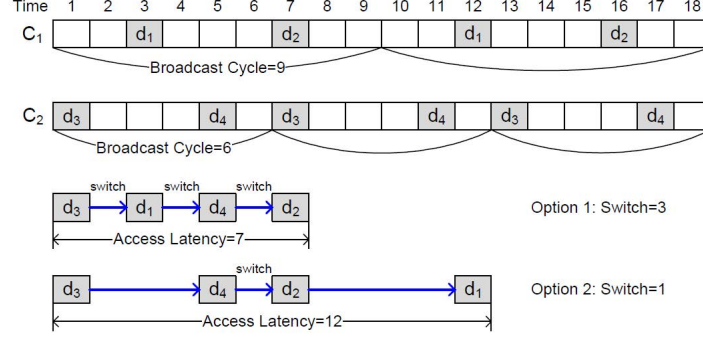 Time 1 2 3 4 5 6 7 8 9 10 11 12 13 14 15 16 17 18
C1 d1 d2 d1 d2
Broadcast Cycle=9
C2 d3 d4 d3 d4 d3 d4
Broadcast Cycle=6
switch switch switch
d3 d1 d4 d2 Option 1: Switch=3
Access Latency=7
switch
d3 d4 d2 d1 Option 2: Switch=1
Access Latency=12